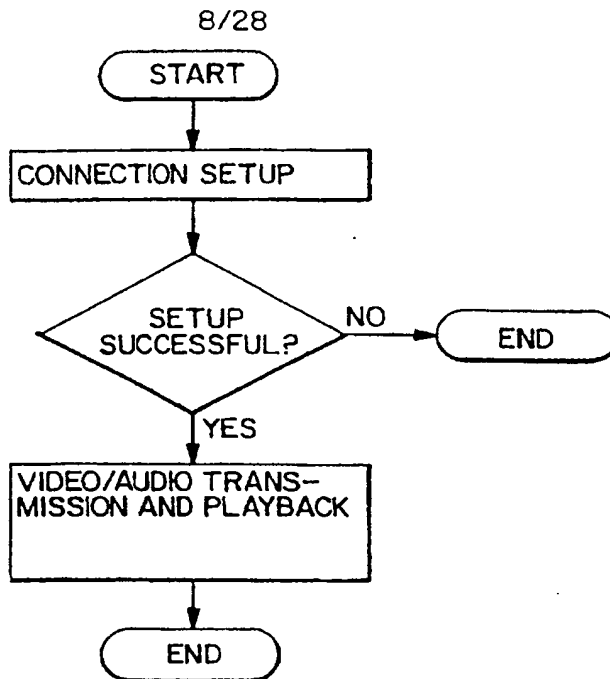 8/28
START
CONNECTION SETUP
SETUP
SUCCESSFUL?
NO
END
YES
VIDEO/AUDIO TRANS-
MISSION AND PLAYBACK
END